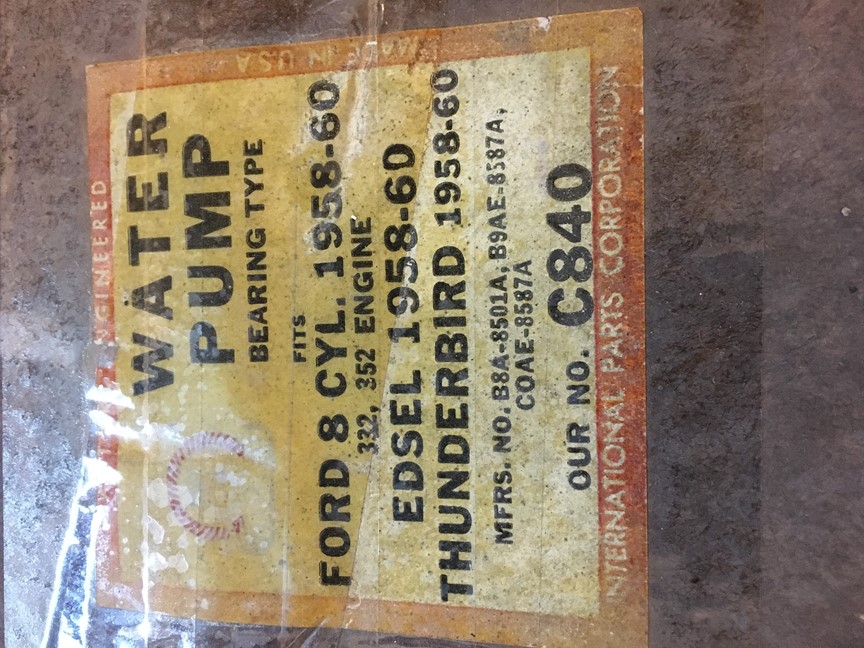 WATER
PUMP
BEARING TYPE
FITS
FORD 8 CYL. 1958-60
332, 352 ENGINE
EDSEL 1958-60
THUNDERBIRD 1958-60
MFRS. NO. B8A-8501A, B9AE-8587A,
COAE-8587A
OUR NO. C840
INTERNATIONAL PARTS CORPORATION
MADE IN U.S.A.